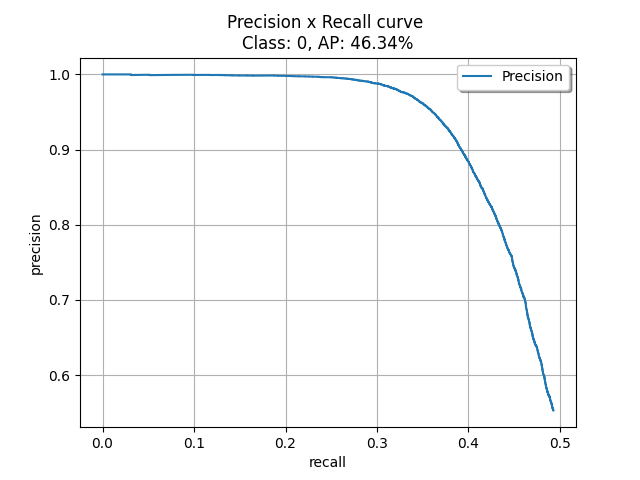 Precision x Recall curve
Class: 0, AP: 46.34%
Precision
1.0
0.9
0.8
0.7
0.6
precision
0.0 0.1 0.2 0.3 0.4 0.5
recall